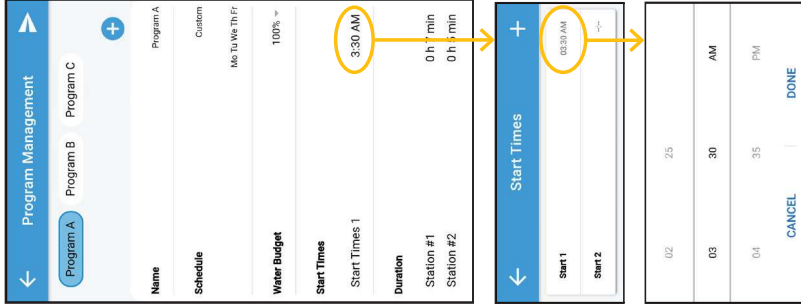 Program Management
Program A Program B Program C
Name Program A
Schedule Custom
Mo Tu We Th Fr
Water Budget 100%
Start Times
Start Times 1 3:30 AM
Duration
Station #1 0 h 7 min
Station #2 0 h 5 min
Start Times
Start 1 03:30 AM
Start 2 --:--
02 25
03 30 AM
04 35 PM
CANCEL DONE